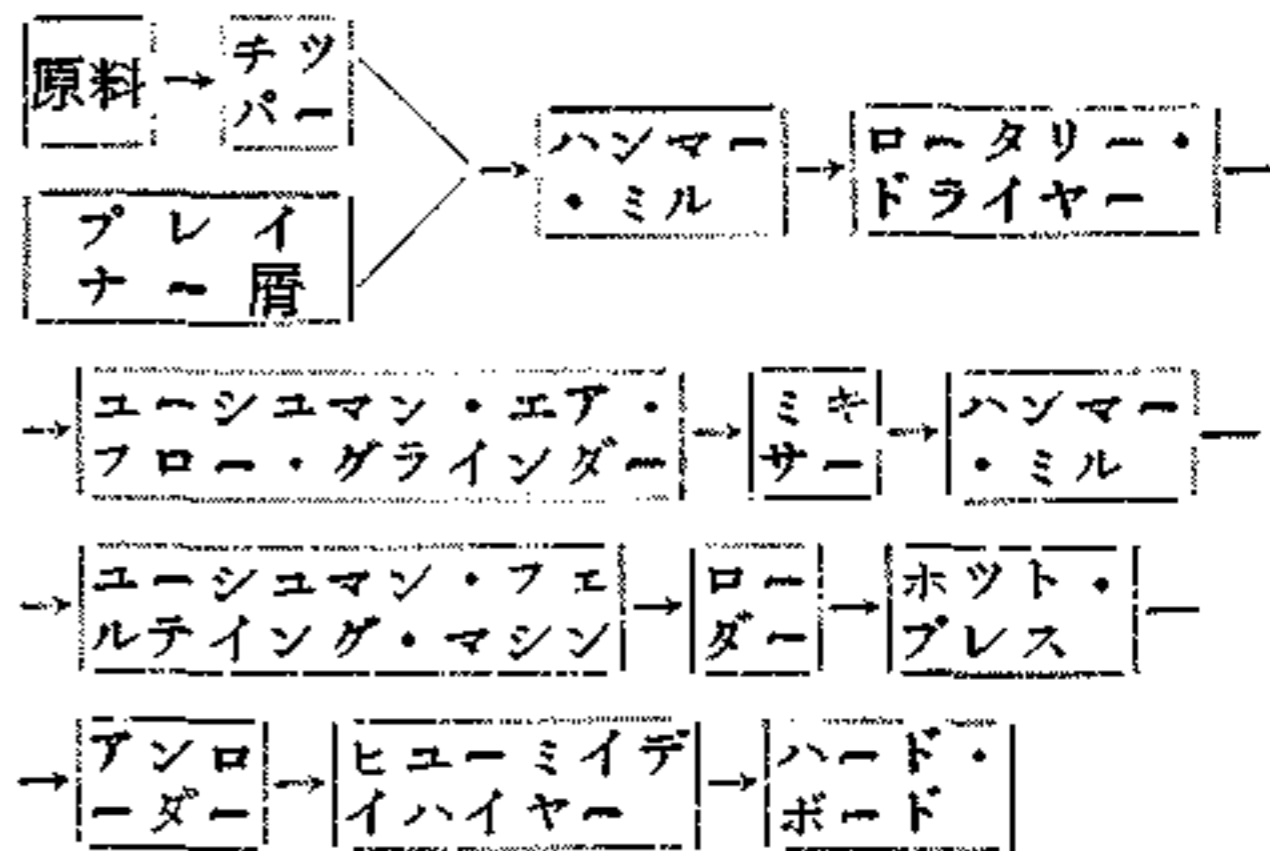 原料 → チツパー
プレイナー屑
→ ハンマー・ミル → ロータリー・ドライヤー —
→ ユーシユマン・エア・フロー・グラインダー → ミキサー → ハンマー・ミル —
→ ユーシユマン・フエルテイング・マシン → ローダー → ホツト・プレス —
→ アンローダー → ヒユーミイデイハイヤー → ハード・ボード